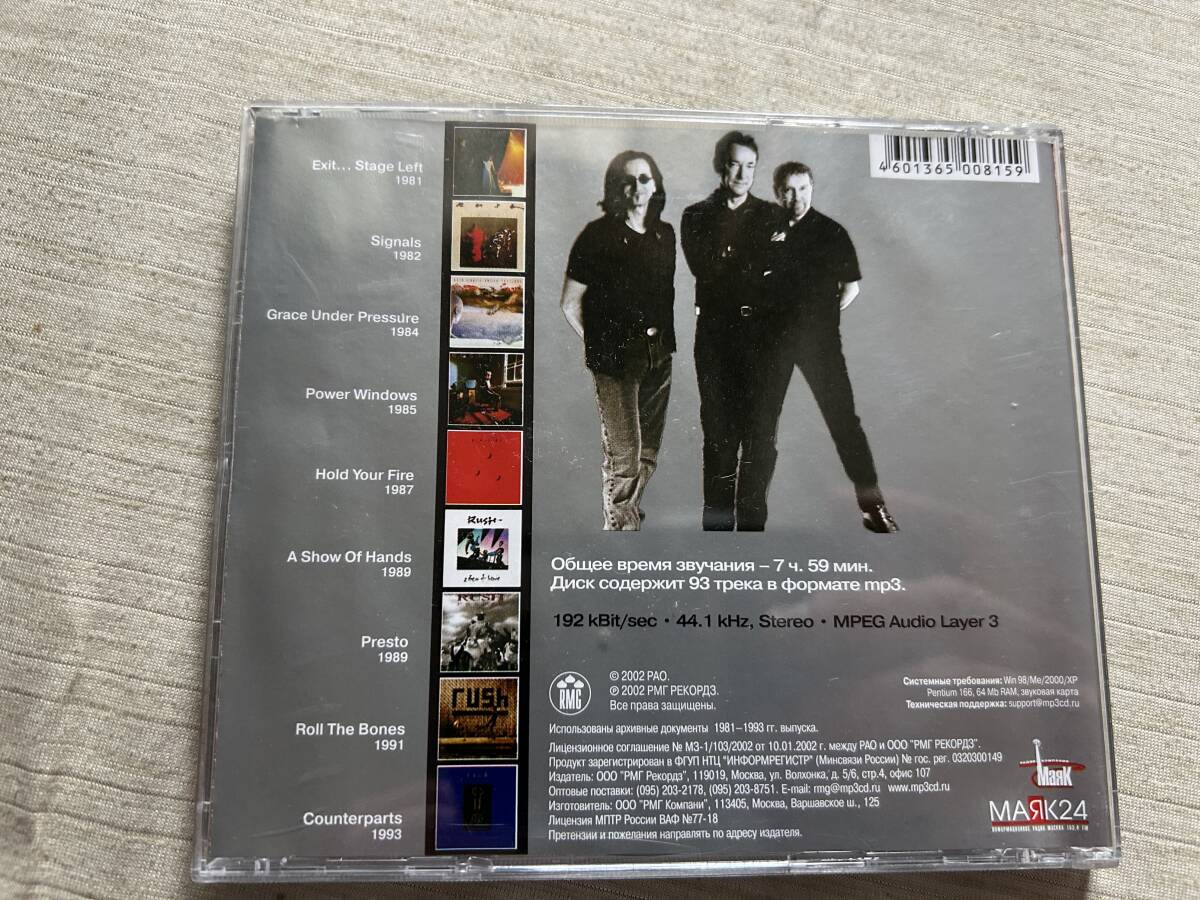 Exit... Stage Left
1981
Signals
1982
Grace Under Pressure
1984
Power Windows
1985
Hold Your Fire
1987
A Show Of Hands
1989
Presto
1989
Roll The Bones
1991
Counterparts
1993
Rush
RUSH
Rush
4601365 008159
Общее время звучания – 7 ч. 59 мин.
Диск содержит 93 трека в формате mp3.
192 kBit/sec • 44.1 kHz, Stereo • MPEG Audio Layer 3
RMG
© 2002 РАО.
℗ 2002 РМГ РЕКОРДЗ.
Все права защищены.
Системные требования: Win 98/Me/2000/XP
Pentium 166, 64 Mb RAM, звуковая карта
Техническая поддержка: support@mp3cd.ru
Использованы архивные документы 1981–1993 гг. выпуска.
Лицензионное соглашение № МЗ-1/103/2002 от 10.01.2002 г. между РАО и ООО "РМГ РЕКОРДЗ".
Продукт зарегистрирован в ФГУП НТЦ "ИНФОРМРЕГИСТР" (Минсвязи России) № гос. рег. 0320300149
Издатель: ООО "РМГ Рекордз", 119019, Москва, ул. Волхонка, д. 5/6, стр.4, офис 107
Оптовые поставки: (095) 203-2178, (095) 203-8751. E-mail: rmg@mp3cd.ru www.mp3cd.ru
Изготовитель: ООО "РМГ Компани", 113405, Москва, Варшавское ш., 125
Лицензия МПТР России ВАФ №77-18
Претензии и пожелания направлять по адресу издателя.
Маяк
МАЯК24